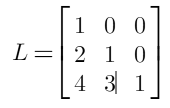 L = [ 1 0 0
2 1 0
4 3 1 ]